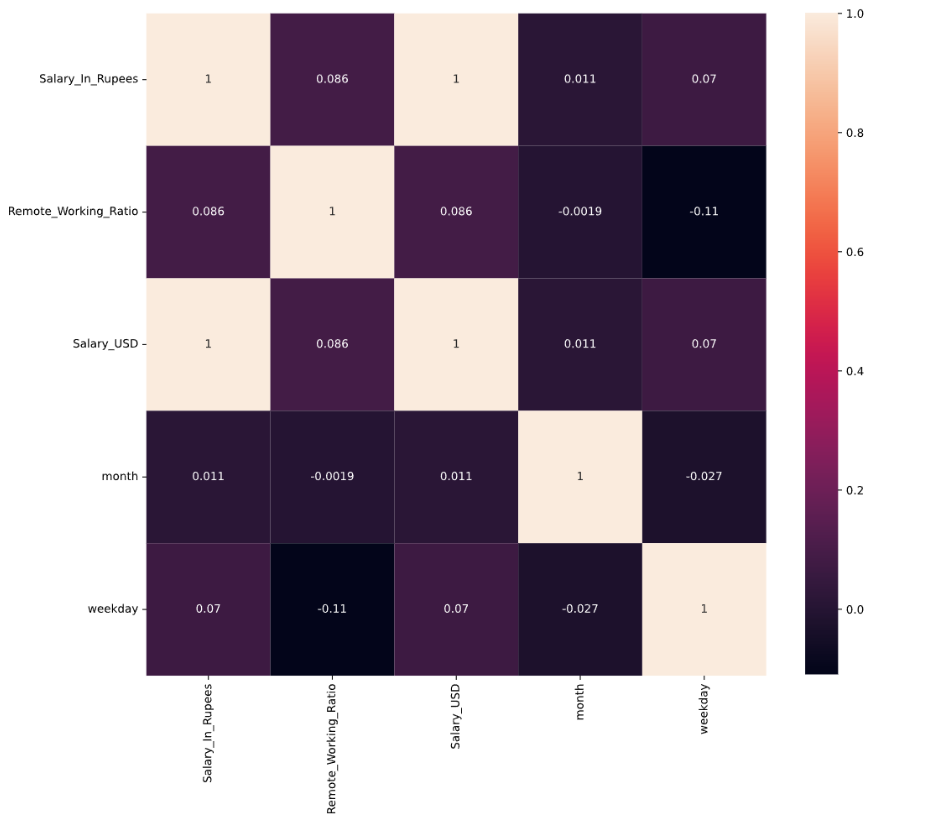 1.0
Salary_In_Rupees 1 0.086 1 0.011 0.07
0.8
Remote_Working_Ratio 0.086 1 0.086 -0.0019 -0.11
0.6
Salary_USD 1 0.086 1 0.011 0.07
0.4
month 0.011 -0.0019 0.011 1 -0.027
0.2
weekday 0.07 -0.11 0.07 -0.027 1
0.0
Salary_In_Rupees
Remote_Working_Ratio
Salary_USD
month
weekday